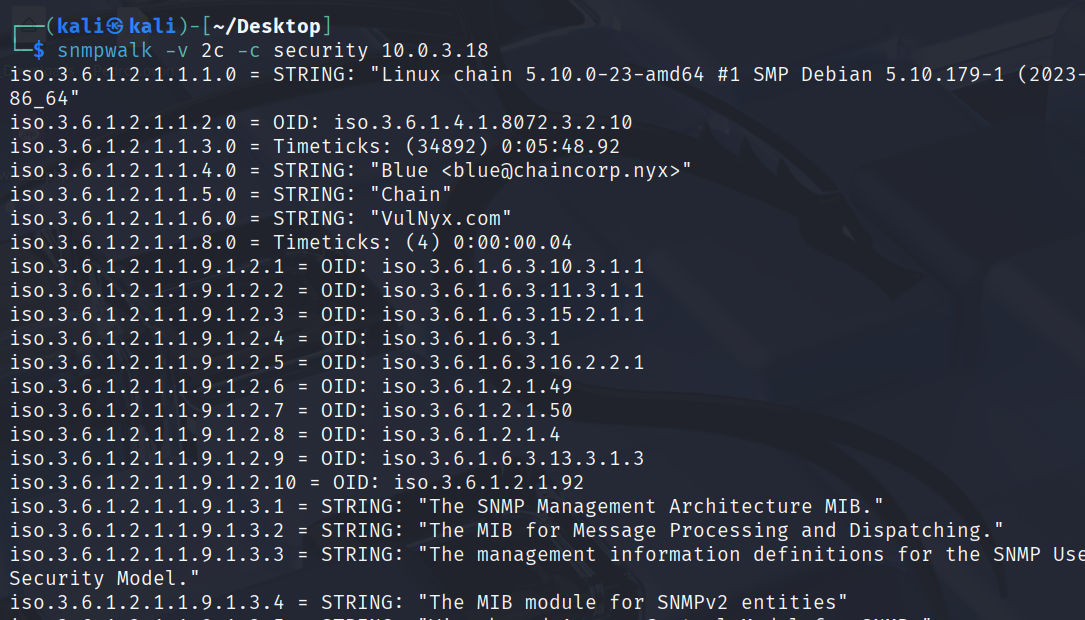 ┌──(kali㉿kali)-[~/Desktop]
└─$ snmpwalk -v 2c -c security 10.0.3.18
iso.3.6.1.2.1.1.1.0 = STRING: "Linux chain 5.10.0-23-amd64 #1 SMP Debian 5.10.179-1 (2023-
86_64"
iso.3.6.1.2.1.1.2.0 = OID: iso.3.6.1.4.1.8072.3.2.10
iso.3.6.1.2.1.1.3.0 = Timeticks: (34892) 0:05:48.92
iso.3.6.1.2.1.1.4.0 = STRING: "Blue <blue@chaincorp.nyx>"
iso.3.6.1.2.1.1.5.0 = STRING: "Chain"
iso.3.6.1.2.1.1.6.0 = STRING: "VulNyx.com"
iso.3.6.1.2.1.1.8.0 = Timeticks: (4) 0:00:00.04
iso.3.6.1.2.1.1.9.1.2.1 = OID: iso.3.6.1.6.3.10.3.1.1
iso.3.6.1.2.1.1.9.1.2.2 = OID: iso.3.6.1.6.3.11.3.1.1
iso.3.6.1.2.1.1.9.1.2.3 = OID: iso.3.6.1.6.3.15.2.1.1
iso.3.6.1.2.1.1.9.1.2.4 = OID: iso.3.6.1.6.3.1
iso.3.6.1.2.1.1.9.1.2.5 = OID: iso.3.6.1.6.3.16.2.2.1
iso.3.6.1.2.1.1.9.1.2.6 = OID: iso.3.6.1.2.1.49
iso.3.6.1.2.1.1.9.1.2.7 = OID: iso.3.6.1.2.1.50
iso.3.6.1.2.1.1.9.1.2.8 = OID: iso.3.6.1.2.1.4
iso.3.6.1.2.1.1.9.1.2.9 = OID: iso.3.6.1.6.3.13.3.1.3
iso.3.6.1.2.1.1.9.1.2.10 = OID: iso.3.6.1.2.1.92
iso.3.6.1.2.1.1.9.1.3.1 = STRING: "The SNMP Management Architecture MIB."
iso.3.6.1.2.1.1.9.1.3.2 = STRING: "The MIB for Message Processing and Dispatching."
iso.3.6.1.2.1.1.9.1.3.3 = STRING: "The management information definitions for the SNMP Use
Security Model."
iso.3.6.1.2.1.1.9.1.3.4 = STRING: "The MIB module for SNMPv2 entities"